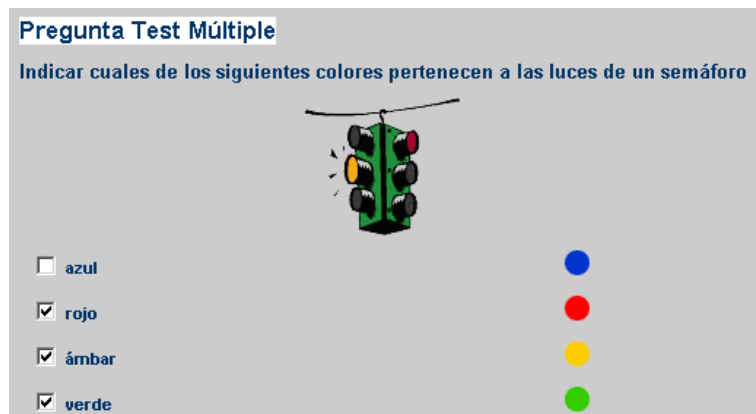 Pregunta Test Múltiple
Indicar cuales de los siguientes colores pertenecen a las luces de un semáforo
azul
rojo
ámbar
verde